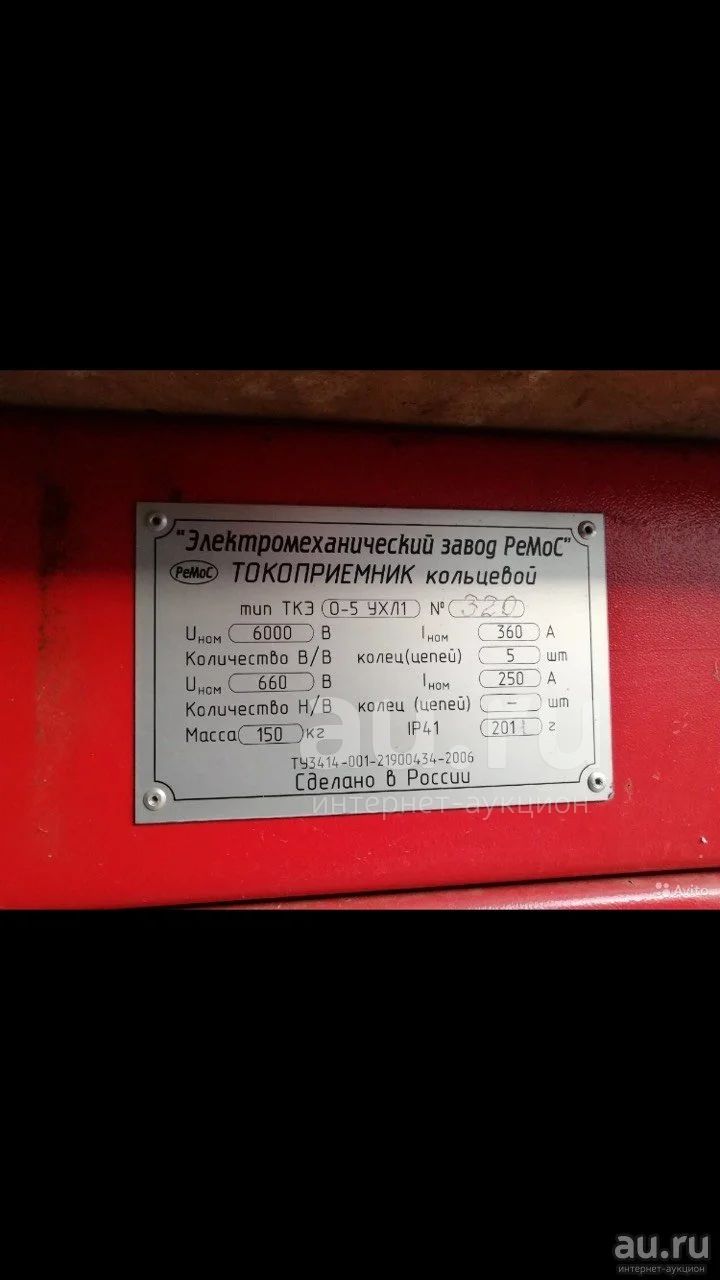 "Электромеханический завод РеМоС"
РеМоС ТОКОПРИЕМНИК кольцевой
тип ТКЭ 0-5 УХЛ1 № 320
Uном 6000 В Iном 360 А
Количество В/В колец(цепей) 5 шт
Uном 660 В Iном 250 А
Количество Н/В колец (цепей) – шт
Масса 150 кг IP41 2011 г
ТУ3414-001-21900434-2006
Сделано в России
au.ru
интернет-аукцион
Avito
au.ru
интернет-аукцион